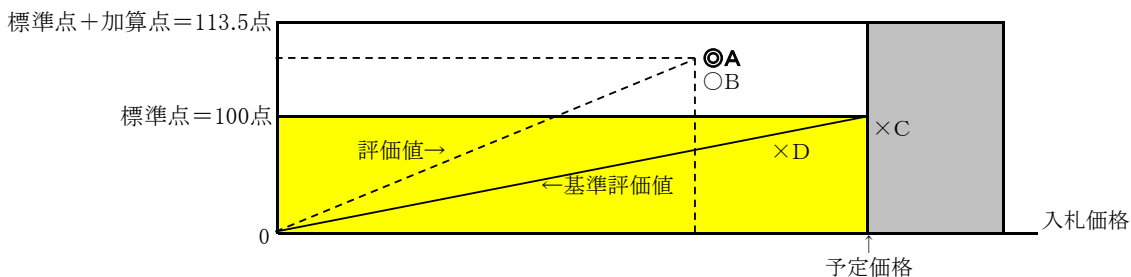 標準点＋加算点＝113.5点
◎A
○B
標準点＝100点
×C
評価値→
×D
←基準評価値
入札価格
0
↑
予定価格